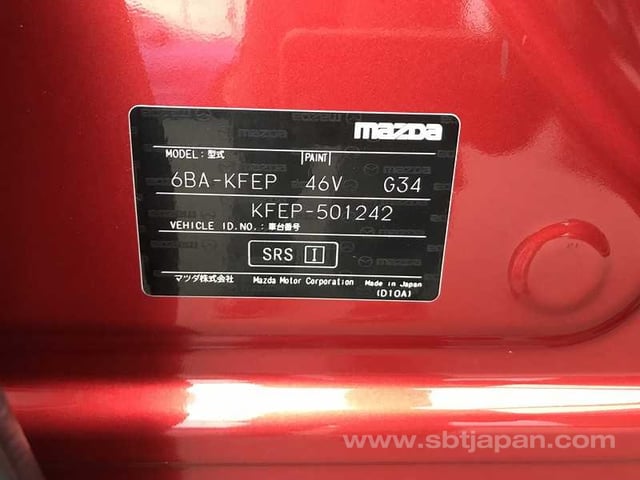 mazda
MODEL: 型式 PAINT
6BA-KFEP 46V G34
KFEP-501242
VEHICLE ID.NO.: 車台番号
SRS I
マツダ株式会社 Mazda Motor Corporation Made in Japan
(D10A)
www.sbtjapan.com